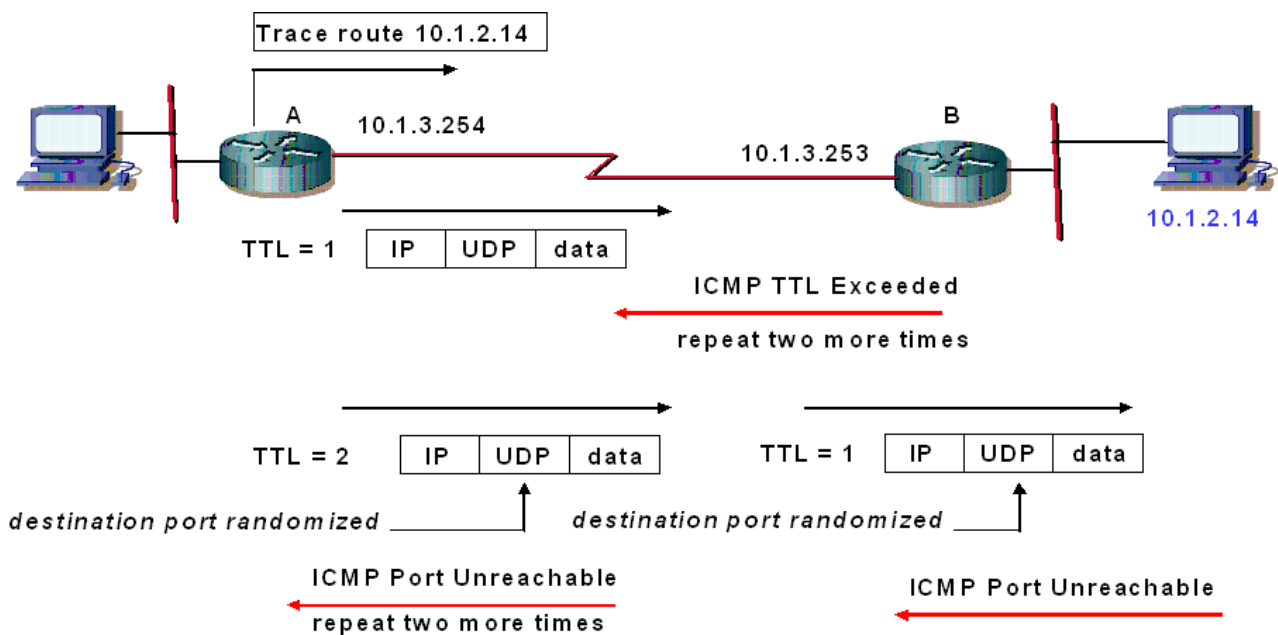 Trace route 10.1.2.14
A
B
10.1.3.254
10.1.3.253
10.1.2.14
TTL = 1
IP
UDP
data
ICMP TTL Exceeded
repeat two more times
TTL = 2
IP
UDP
data
TTL = 1
IP
UDP
data
destination port randomized
destination port randomized
ICMP Port Unreachable
repeat two more times
ICMP Port Unreachable